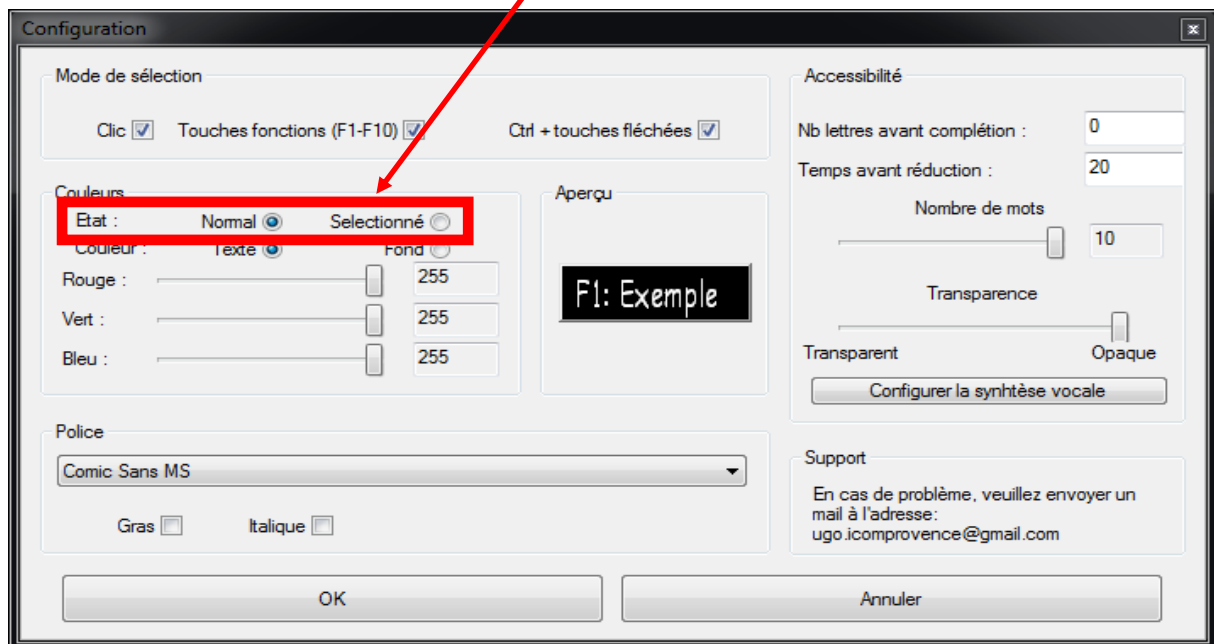 Configuration
Mode de sélection
Clic Touches fonctions (F1-F10) Ctrl + touches fléchées
Couleurs
Etat : Normal Selectionné
Couleur : Texte Fond
Rouge : 255
Vert : 255
Bleu : 255
Aperçu
F1: Exemple
Police
Comic Sans MS
Gras Italique
Accessibilité
Nb lettres avant complétion : 0
Temps avant réduction : 20
Nombre de mots
10
Transparence
Transparent Opaque
Configurer la synhtèse vocale
Support
En cas de problème, veuillez envoyer un
mail à l'adresse:
ugo.icomprovence@gmail.com
OK Annuler